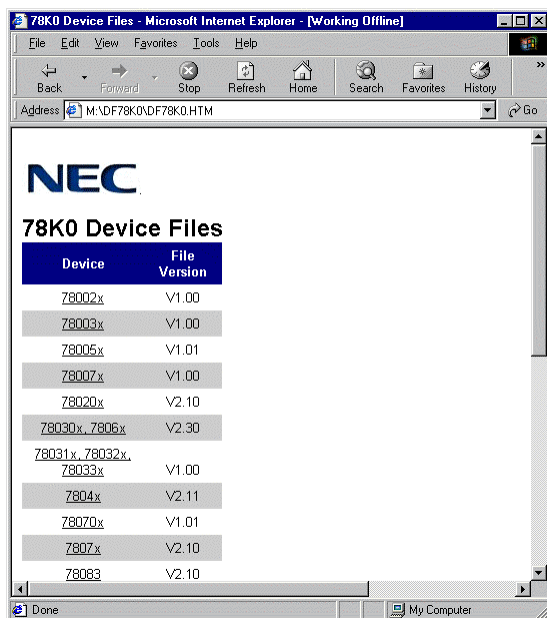 78K0 Device Files - Microsoft Internet Explorer - [Working Offline]
File Edit View Favorites Tools Help
Back Forward Stop Refresh Home Search Favorites History »
Address M:\DF78K0\DF78K0.HTM Go
NEC
78K0 Device Files
Device File Version
78002x V1.00
78003x V1.00
78005x V1.01
78007x V1.00
78020x V2.10
78030x, 7806x V2.30
78031x, 78032x,
78033x V1.00
7804x V2.11
78070x V1.01
7807x V2.10
78083 V2.10
Done My Computer